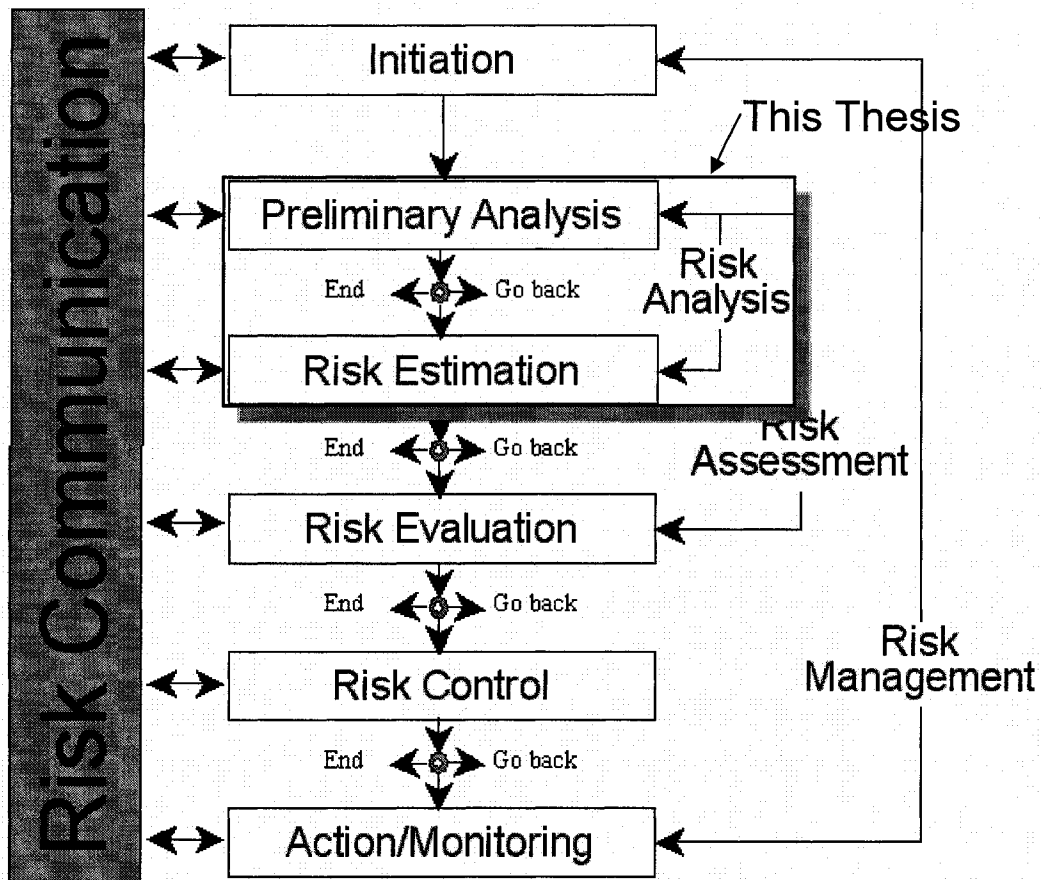 Risk Communication
Initiation
This Thesis
Preliminary Analysis
Risk
Analysis
End
Go back
Risk Estimation
Risk
Assessment
End
Go back
Risk Evaluation
End
Go back
Risk
Management
Risk Control
End
Go back
Action/Monitoring